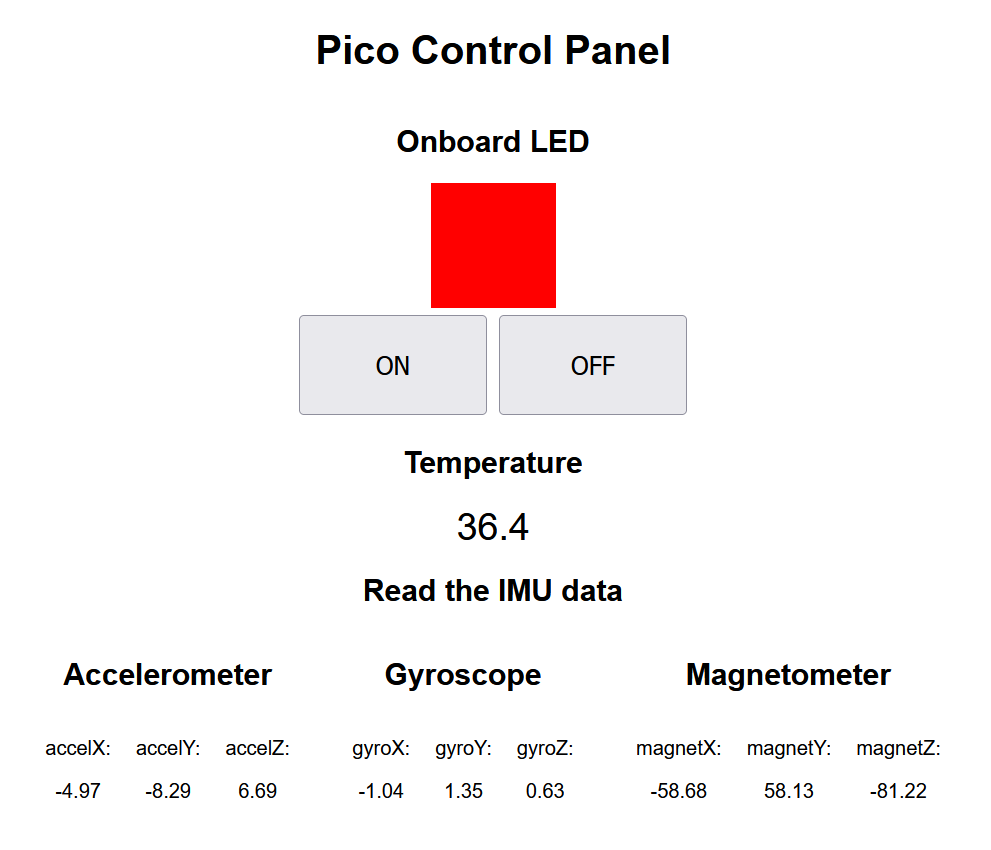 Pico Control Panel
Onboard LED
ON OFF
Temperature
36.4
Read the IMU data
Accelerometer Gyroscope Magnetometer
accelX: accelY: accelZ: gyroX: gyroY: gyroZ: magnetX: magnetY: magnetZ:
-4.97 -8.29 6.69 -1.04 1.35 0.63 -58.68 58.13 -81.22